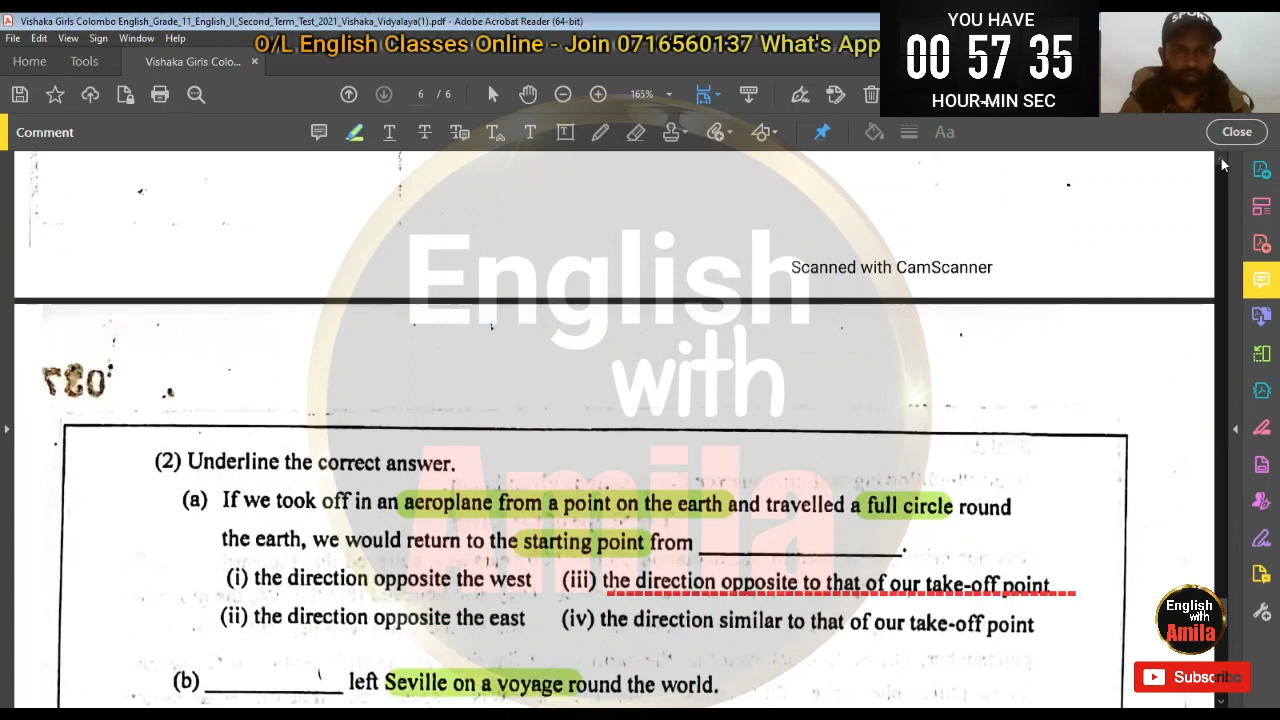 Vishaka Girls Colombo English_Grade_11_English_II_Second_Term_Test_2021_Vishaka_Vidyalaya(1).pdf - Adobe Acrobat Reader (64-bit)
File Edit View Sign Window Help
O/L English Classes Online - Join 0716560137 What's App
YOU HAVE
00 57 35
HOUR MIN SEC
SPORT
Home Tools Vishaka Girls Colo... ×
6 / 6 165%
Comment
Aa
Close
English
with
Amila
Scanned with CamScanner
(2) Underline the correct answer.
(a) If we took off in an aeroplane from a point on the earth and travelled a full circle round
the earth, we would return to the starting point from ____________________.
(i) the direction opposite the west (iii) the direction opposite to that of our take-off point
(ii) the direction opposite the east (iv) the direction similar to that of our take-off point
(b) ______________ left Seville on a voyage round the world.
English
with
Amila
Subscribe